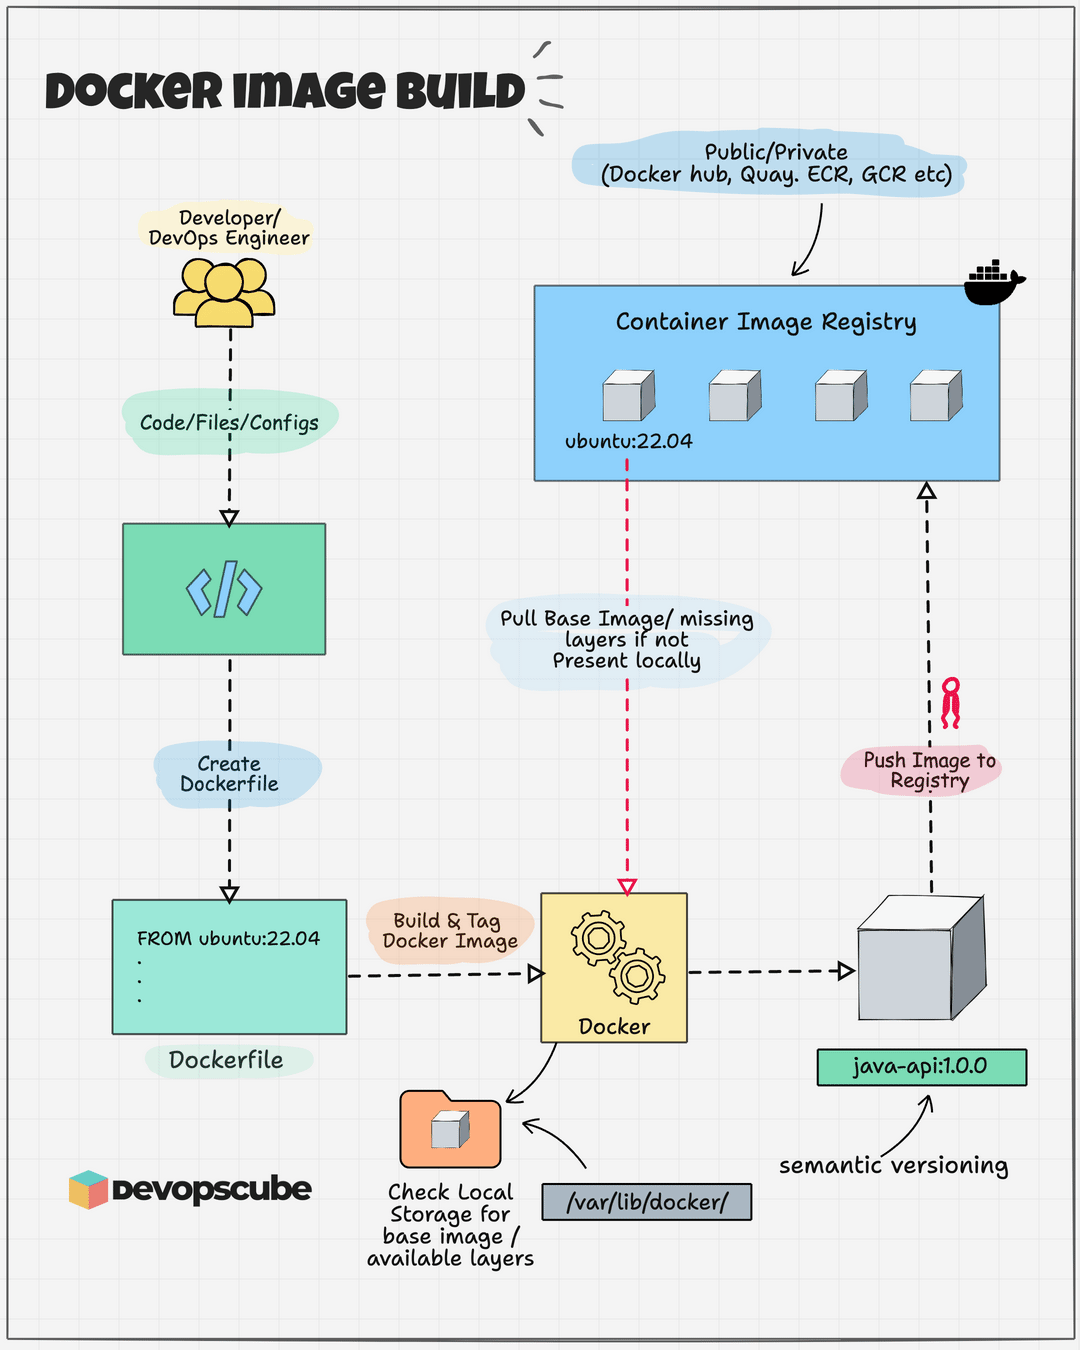 DOCKER IMAGE BUILD
Public/Private
(Docker hub, Quay. ECR, GCR etc)
Developer/
DevOps Engineer
Container Image Registry
Code/Files/Configs
ubuntu:22.04
</>
Pull Base Image/ missing
layers if not
Present locally
Create
Dockerfile
Push Image to
Registry
FROM ubuntu:22.04
.
.
.
Build & Tag
Docker Image
Docker
Dockerfile
java-api:1.0.0
semantic versioning
Check Local
Storage for
base image /
available layers
/var/lib/docker/
DEVOPSCUBE